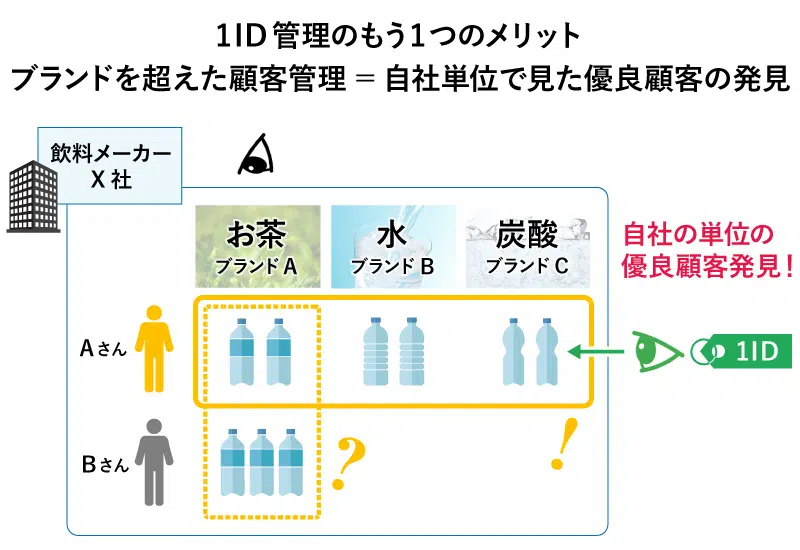 1ID管理のもう1つのメリット
ブランドを超えた顧客管理 = 自社単位で見た優良顧客の発見
飲料メーカー
X社
お茶
ブランドA
水
ブランドB
炭酸
ブランドC
自社の単位の
優良顧客発見!
Aさん
1ID
Bさん
?
!